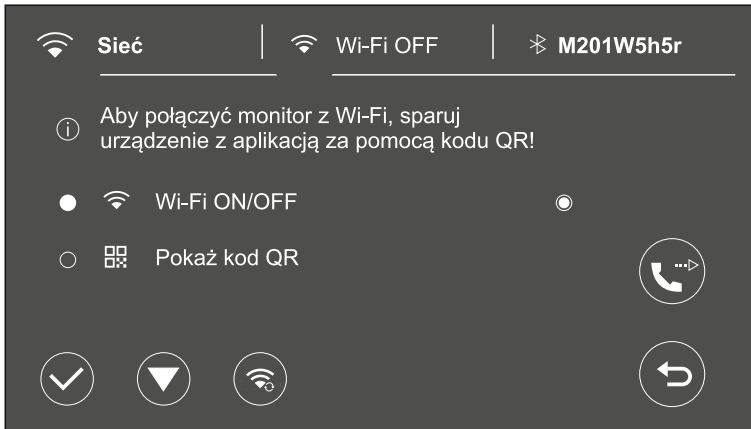 Sieć
Wi-Fi OFF
M201W5h5r
Aby połączyć monitor z Wi-Fi, sparuj
urządzenie z aplikacją za pomocą kodu QR!
Wi-Fi ON/OFF
Pokaż kod QR